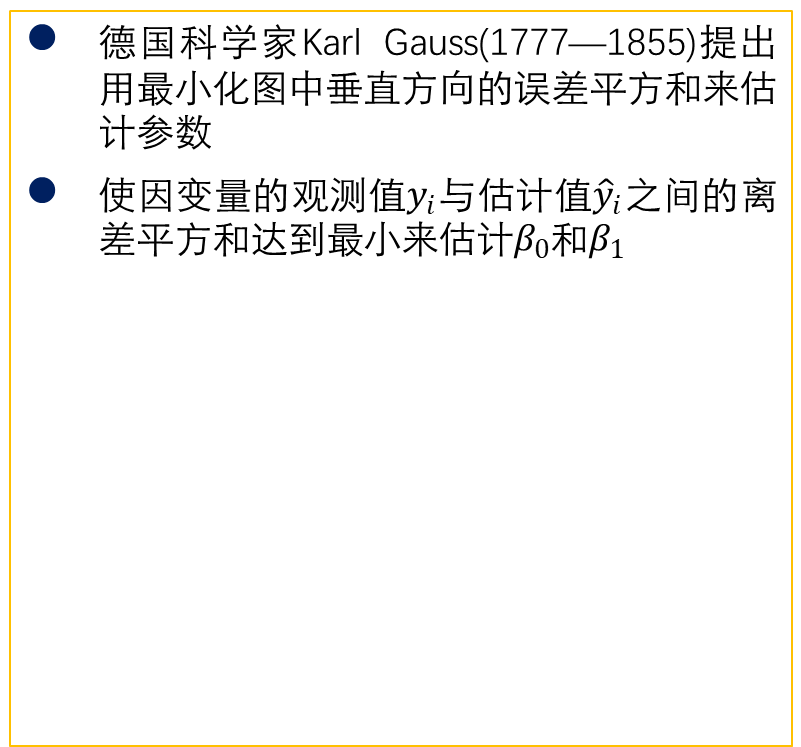 ● 德国科学家Karl Gauss(1777—1855)提出
用最小化图中垂直方向的误差平方和来估
计参数
● 使因变量的观测值yᵢ与估计值ŷᵢ之间的离
差平方和达到最小来估计β₀和β₁